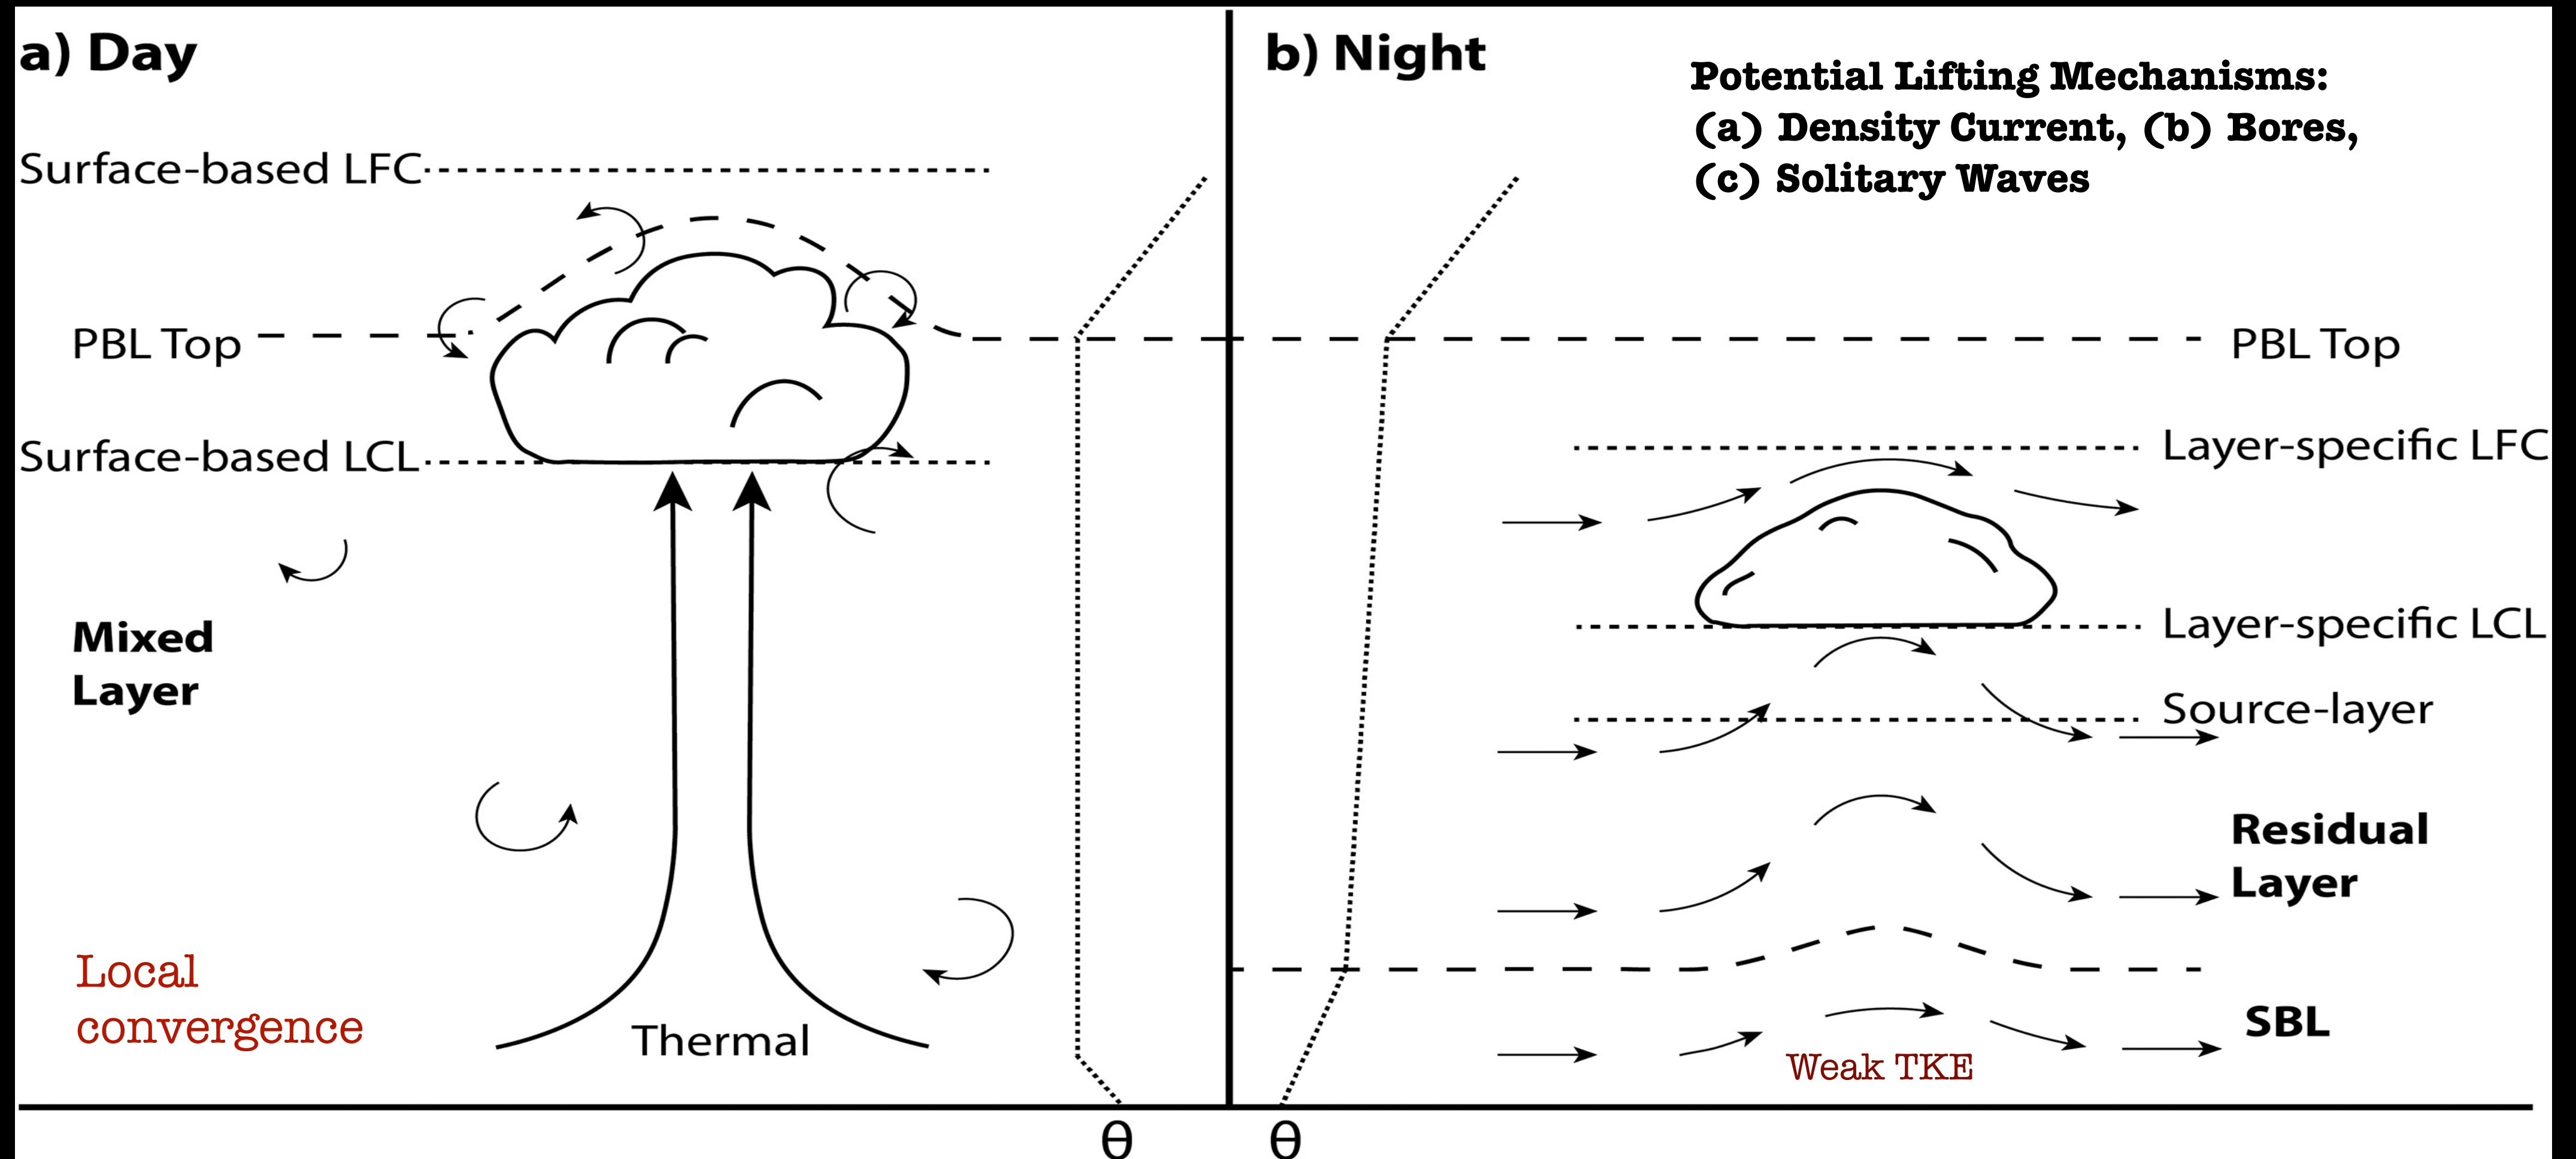 a) Day
Surface-based LFC
PBL Top
Surface-based LCL
Mixed
Layer
Local
convergence
Thermal
θ
b) Night
Potential Lifting Mechanisms:
(a) Density Current, (b) Bores,
(c) Solitary Waves
PBL Top
Layer-specific LFC
Layer-specific LCL
Source-layer
Residual
Layer
SBL
Weak TKE
θ